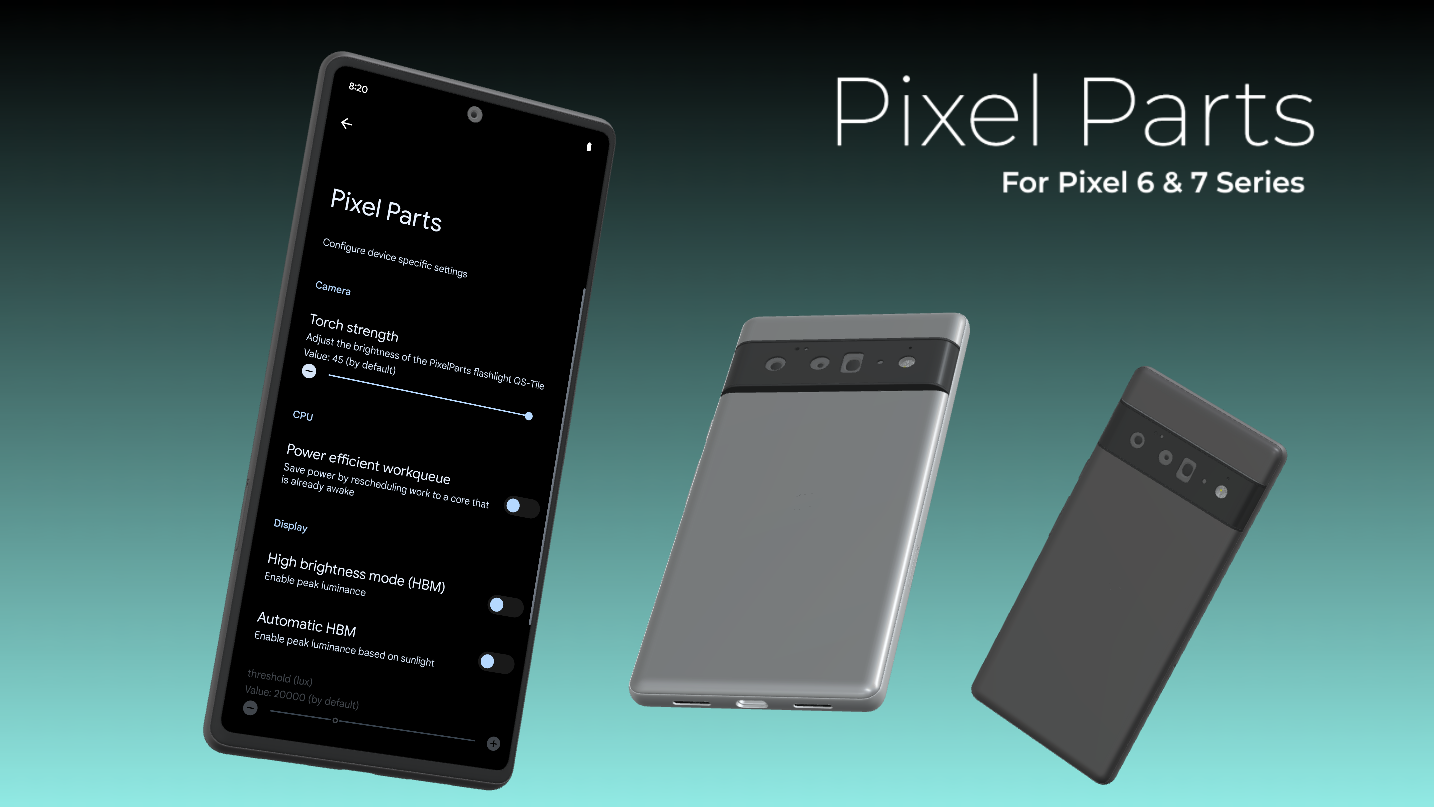 Pixel Parts
For Pixel 6 & 7 Series
8:20
Pixel Parts
Configure device specific settings
Camera
Torch strength
Adjust the brightness of the PixelParts flashlight QS-Tile
Value: 45 (by default)
CPU
Power efficient workqueue
Save power by rescheduling work to a core that
is already awake
Display
High brightness mode (HBM)
Enable peak luminance
Automatic HBM
Enable peak luminance based on sunlight
threshold (lux)
Value: 20000 (by default)